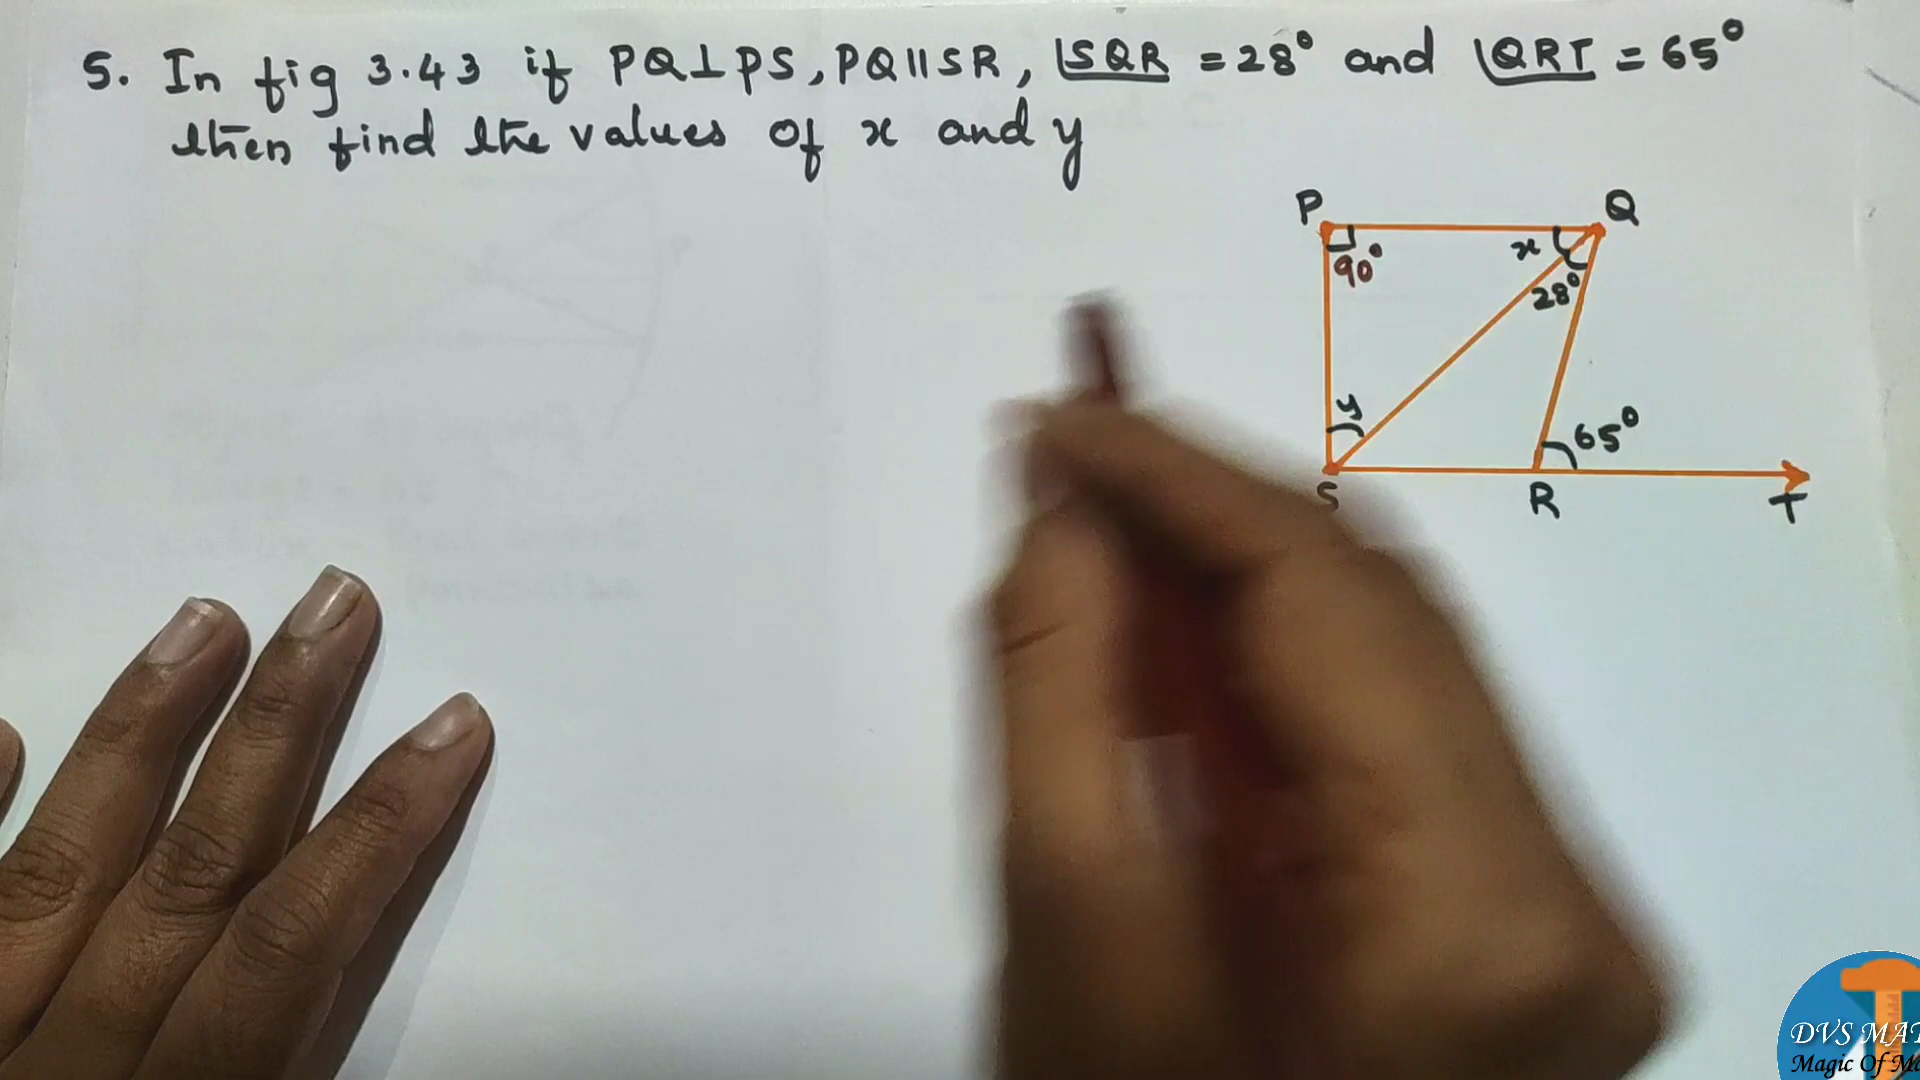 5. In fig 3.43 if PQ⊥PS, PQ∥SR, ∠SQR = 28° and ∠QRT = 65°
then find the values of x and y
P
Q
x
90°
28°
y
65°
S
R
T
DVS MAT
Magic Of Ma